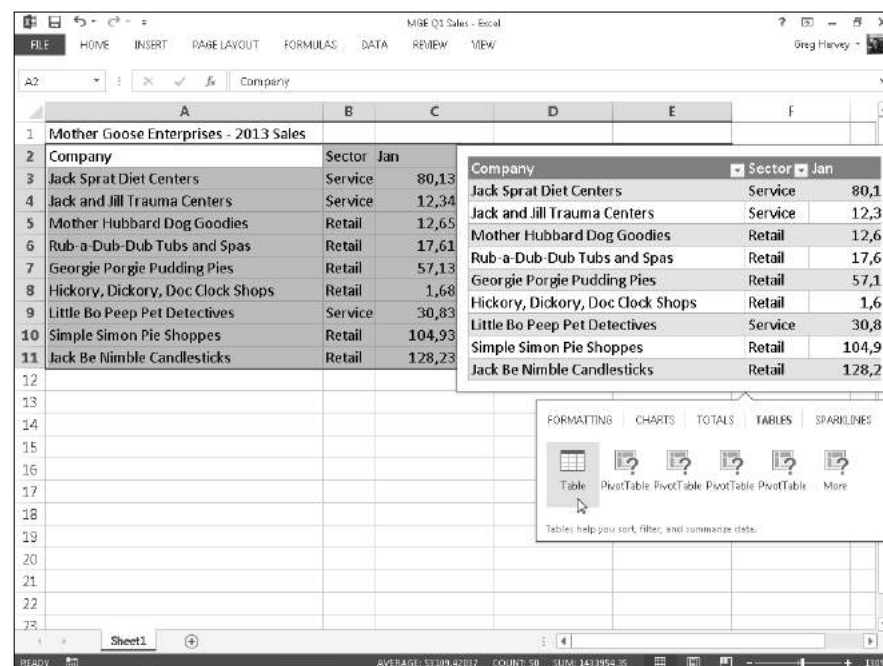 MGE Q1 Sales - Excel
FILE HOME INSERT PAGE LAYOUT FORMULAS DATA REVIEW VIEW Greg Harvey
A2 fx Company
A B C D E F
1 Mother Goose Enterprises - 2013 Sales
2 Company Sector Jan
3 Jack Sprat Diet Centers Service 80,13
4 Jack and Jill Trauma Centers Service 12,34
5 Mother Hubbard Dog Goodies Retail 12,65
6 Rub-a-Dub-Dub Tubs and Spas Retail 17,61
7 Georgie Porgie Pudding Pies Retail 57,13
8 Hickory, Dickory, Doc Clock Shops Retail 1,68
9 Little Bo Peep Pet Detectives Service 30,83
10 Simple Simon Pie Shoppes Retail 104,93
11 Jack Be Nimble Candlesticks Retail 128,23
12
13
14
15
16
17
18
19
20
21
22
23
Company Sector Jan
Jack Sprat Diet Centers Service 80,1
Jack and Jill Trauma Centers Service 12,3
Mother Hubbard Dog Goodies Retail 12,6
Rub-a-Dub-Dub Tubs and Spas Retail 17,6
Georgie Porgie Pudding Pies Retail 57,1
Hickory, Dickory, Doc Clock Shops Retail 1,6
Little Bo Peep Pet Detectives Service 30,8
Simple Simon Pie Shoppes Retail 104,9
Jack Be Nimble Candlesticks Retail 128,2
FORMATTING CHARTS TOTALS TABLES SPARKLINES
Table PivotTable PivotTable PivotTable PivotTable More
Tables help you sort, filter, and summarize data.
Sheet1
READY AVERAGE: 53109.42037 COUNT: 50 SUM: 1433954.35